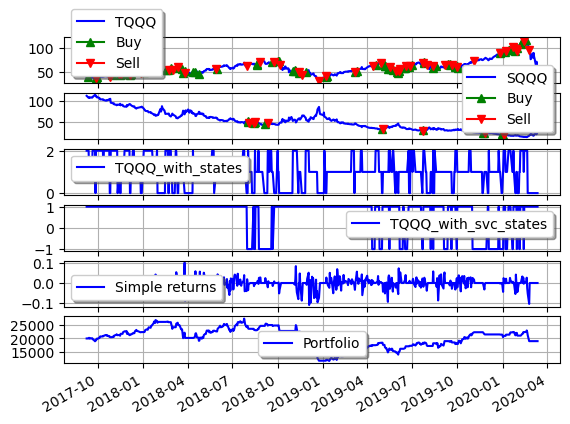 TQQQ
Buy
Sell
100
50
SQQQ
Buy
Sell
100
50
2
0
TQQQ_with_states
1
0
−1
TQQQ_with_svc_states
0.1
0.0
−0.1
Simple returns
25000
20000
15000
Portfolio
2017-10
2018-01
2018-04
2018-07
2018-10
2019-01
2019-04
2019-07
2019-10
2020-01
2020-04